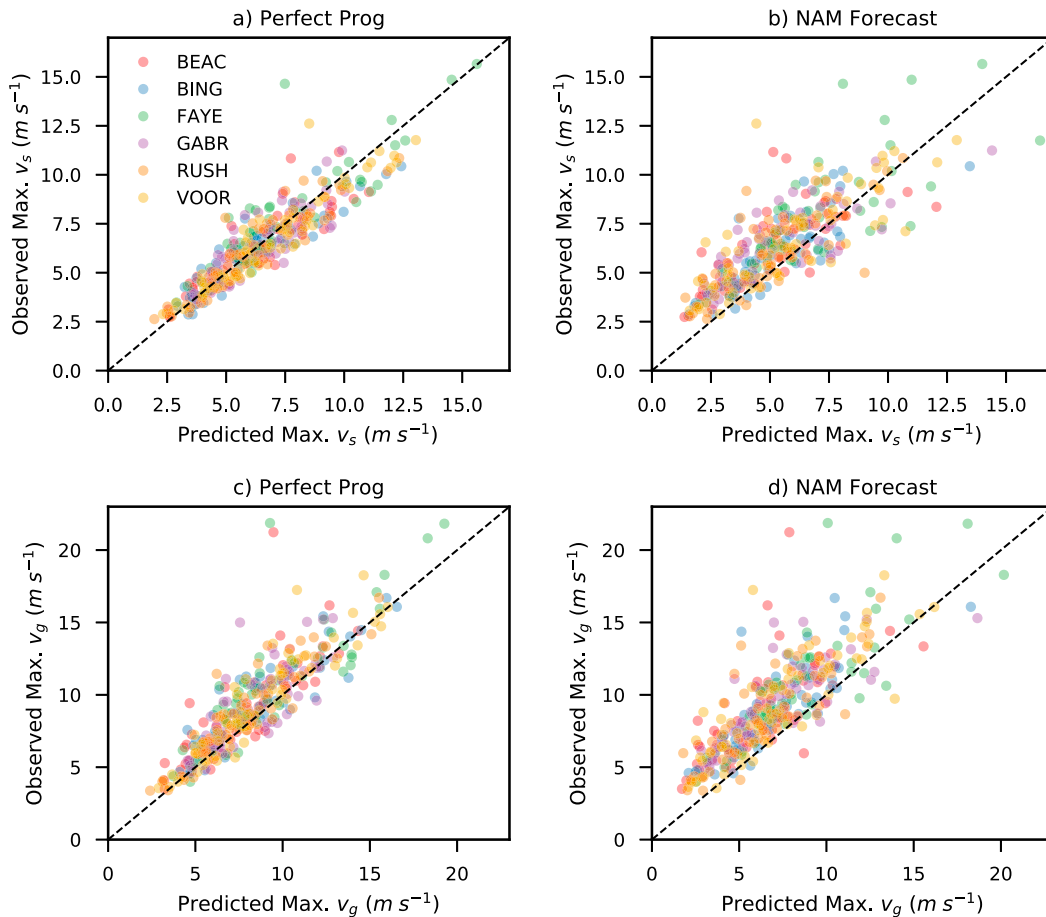 a) Perfect Prog
b) NAM Forecast
Observed Max. v_s (m s⁻¹)
15.0
12.5
10.0
7.5
5.0
2.5
0.0
BEAC
BING
FAYE
GABR
RUSH
VOOR
0.0 2.5 5.0 7.5 10.0 12.5 15.0
Predicted Max. v_s (m s⁻¹)
Observed Max. v_s (m s⁻¹)
15.0
12.5
10.0
7.5
5.0
2.5
0.0
0.0 2.5 5.0 7.5 10.0 12.5 15.0
Predicted Max. v_s (m s⁻¹)
c) Perfect Prog
d) NAM Forecast
Observed Max. v_g (m s⁻¹)
20
15
10
5
0
0 5 10 15 20
Predicted Max. v_g (m s⁻¹)
Observed Max. v_g (m s⁻¹)
20
15
10
5
0
0 5 10 15 20
Predicted Max. v_g (m s⁻¹)